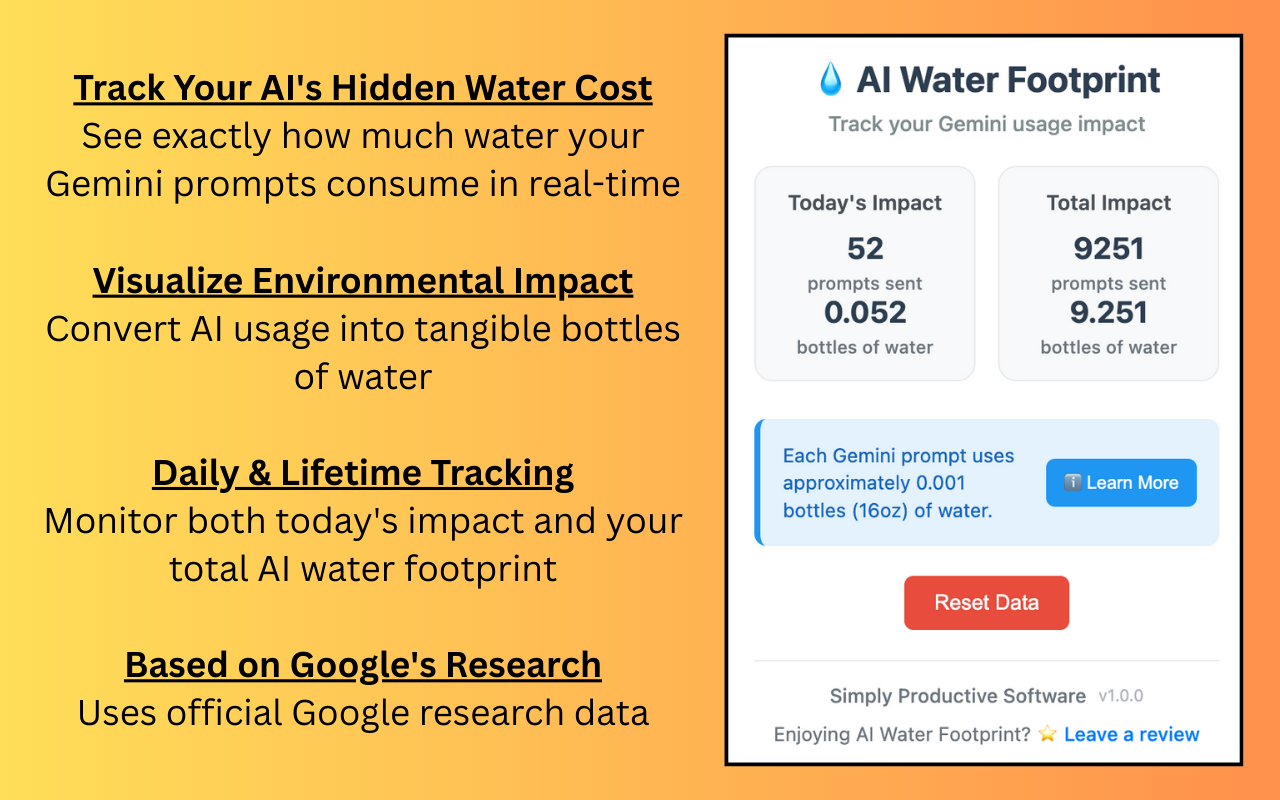 Track Your AI's Hidden Water Cost
See exactly how much water your
Gemini prompts consume in real-time
Visualize Environmental Impact
Convert AI usage into tangible bottles
of water
Daily & Lifetime Tracking
Monitor both today's impact and your
total AI water footprint
Based on Google's Research
Uses official Google research data
💧 AI Water Footprint
Track your Gemini usage impact
Today's Impact
52
prompts sent
0.052
bottles of water
Total Impact
9251
prompts sent
9.251
bottles of water
Each Gemini prompt uses
approximately 0.001
bottles (16oz) of water.
ℹ️ Learn More
Reset Data
Simply Productive Software v1.0.0
Enjoying AI Water Footprint? ⭐ Leave a review